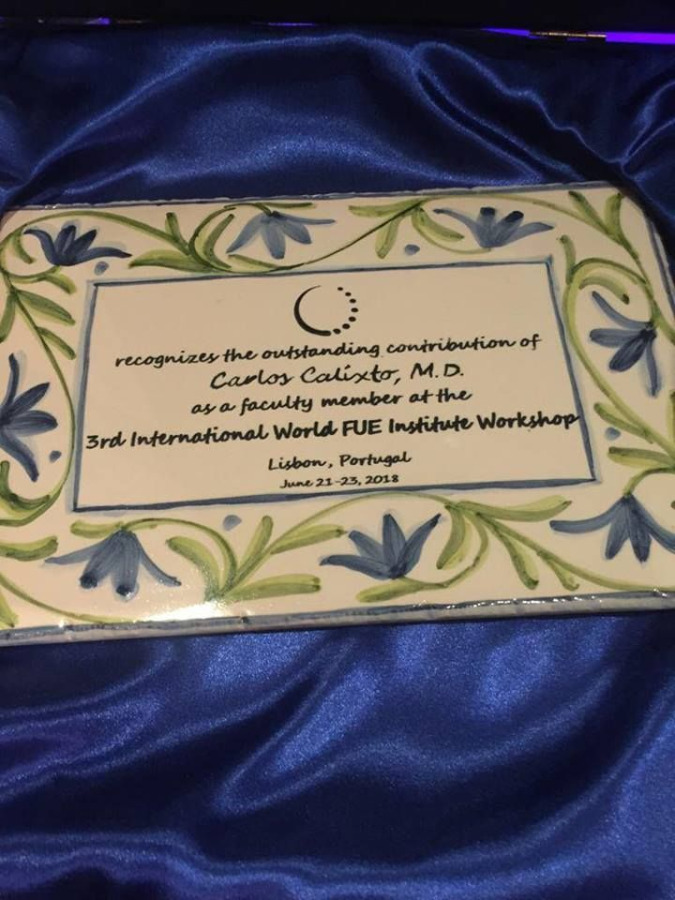 recognizes the outstanding contribution of
Carlos Calixto, M.D.
as a faculty member at the
3rd International World FUE Institute Workshop
Lisbon, Portugal
June 21-23, 2018